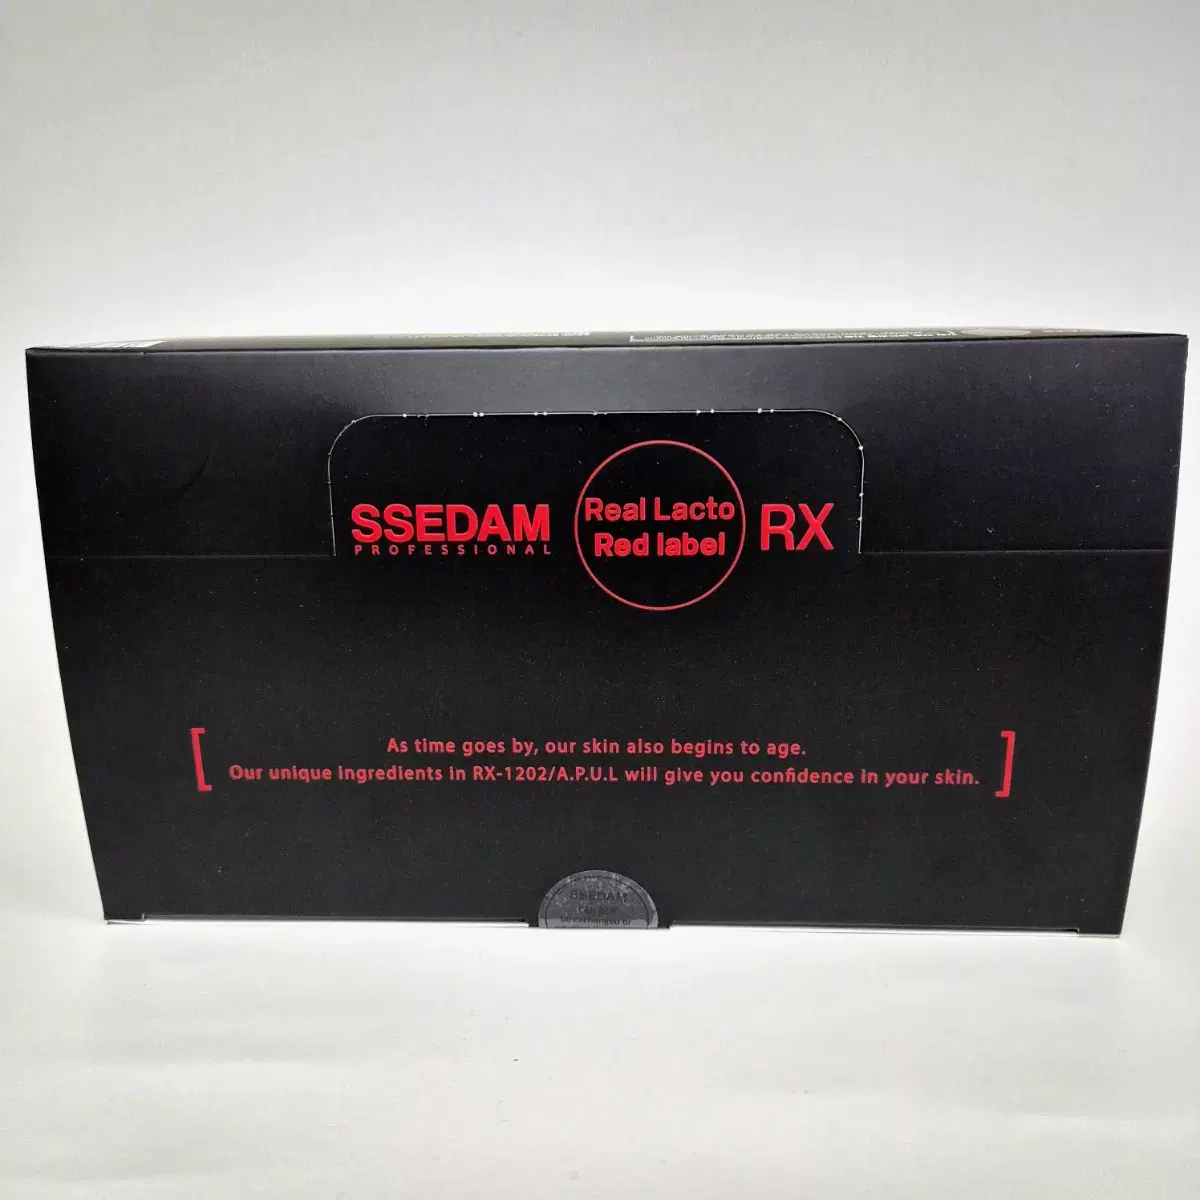 SSEDAM
PROFESSIONAL
Real Lacto
Red label
RX
[ As time goes by, our skin also begins to age.
Our unique ingredients in RX-1202/A.P.U.L will give you confidence in your skin. ]
SSEDAM